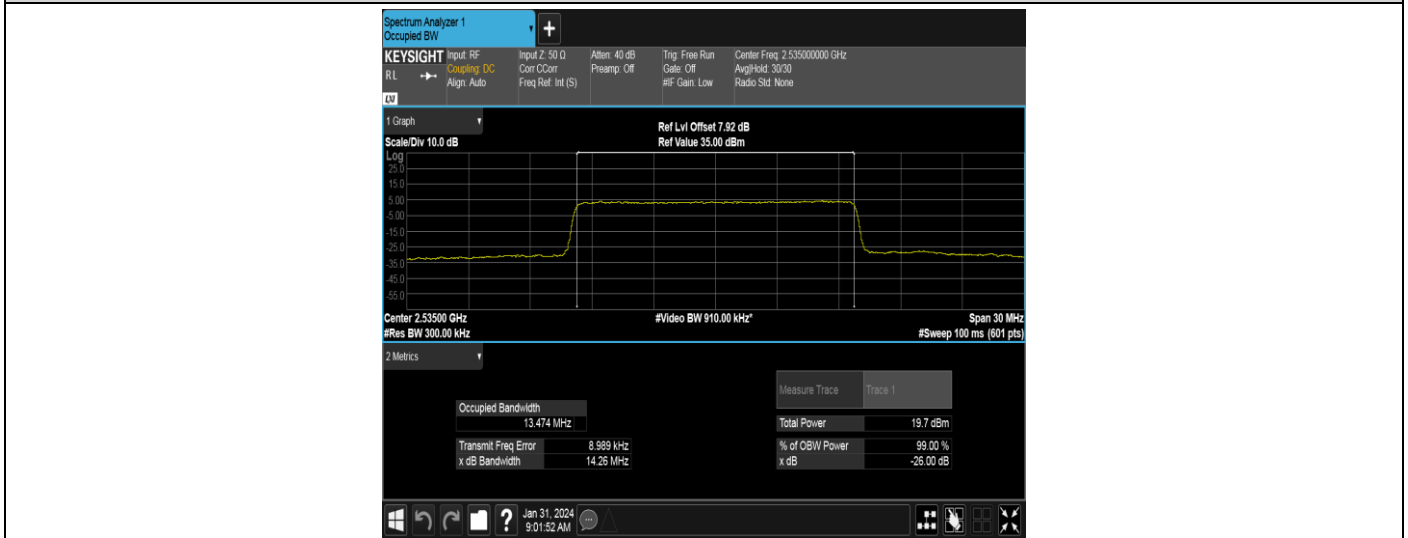 Spectrum Analyzer 1
Occupied BW
+
KEYSIGHT Input: RF Input Z: 50 Ω Atten: 40 dB Trig: Free Run Center Freq: 2.535000000 GHz
RL Coupling: DC Corr CCorr Preamp: Off Gate: Off Avg|Hold: 30/30
Align: Auto Freq Ref: Int (S) #IF Gain: Low Radio Std: None
LXI
1 Graph Ref Lvl Offset 7.92 dB
Scale/Div 10.0 dB Ref Value 35.00 dBm
Log
25.0
15.0
5.00
-5.00
-15.0
-25.0
-35.0
-45.0
-55.0
Center 2.53500 GHz #Video BW 910.00 kHz* Span 30 MHz
#Res BW 300.00 kHz #Sweep 100 ms (601 pts)
2 Metrics
Measure Trace Trace 1
Occupied Bandwidth
13.474 MHz Total Power 19.7 dBm
Transmit Freq Error 8.989 kHz % of OBW Power 99.00 %
x dB Bandwidth 14.26 MHz x dB -26.00 dB
? Jan 31, 2024
9:01:52 AM